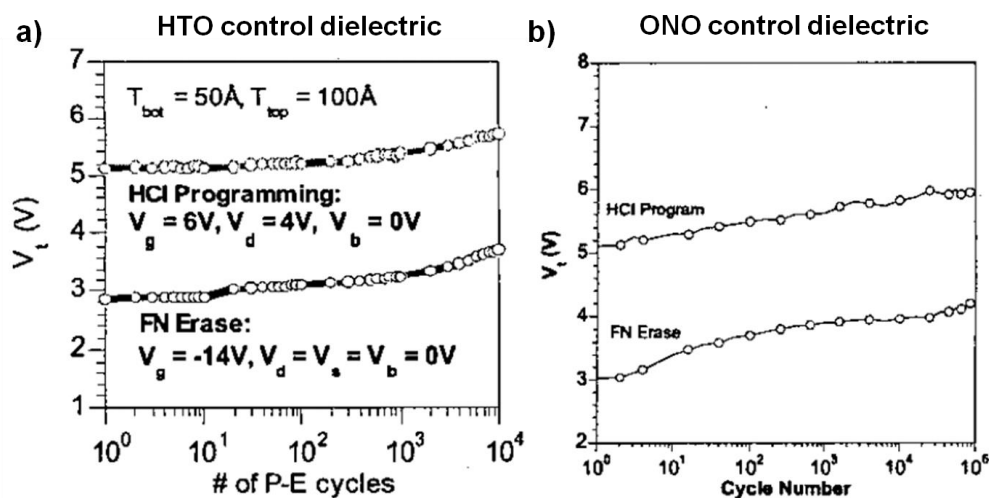 a) HTO control dielectric
7
6
5
4
3
2
1
V_t (V)
T_bot = 50Å, T_top = 100Å
HCI Programming:
V_g = 6V, V_d = 4V, V_b = 0V
FN Erase:
V_g = -14V, V_d = V_s = V_b = 0V
10^0 10^1 10^2 10^3 10^4
# of P-E cycles
b) ONO control dielectric
8
7
6
5
4
3
2
V_t (V)
HCI Program
FN Erase
10^0 10^1 10^2 10^3 10^4 10^5
Cycle Number